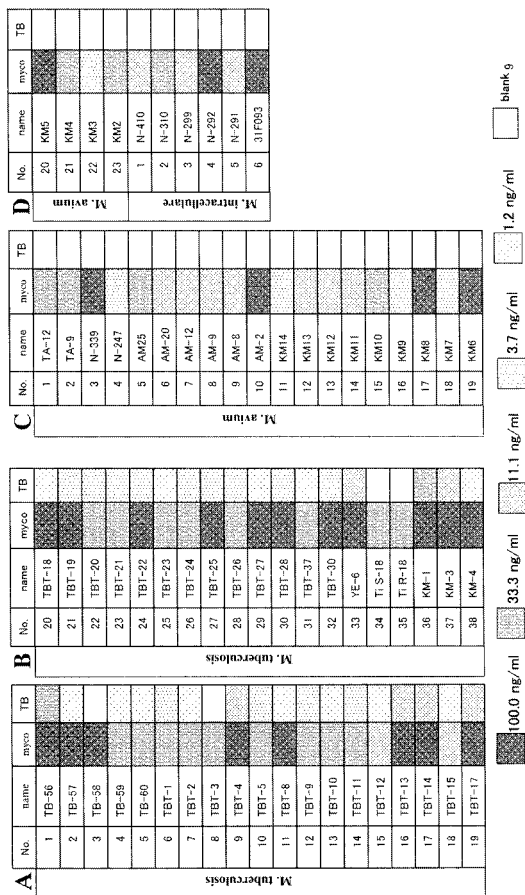 A
No. name myco TB
M. tuberculosis
1 TB-56
2 TB-57
3 TB-58
4 TB-59
5 TB-60
6 TBT-1
7 TBT-2
8 TBT-3
9 TBT-4
10 TBT-5
11 TBT-8
12 TBT-9
13 TBT-10
14 TBT-11
15 TBT-12
16 TBT-13
17 TBT-14
18 TBT-15
19 TBT-17
B
No. name myco TB
M. tuberculosis
20 TBT-18
21 TBT-19
22 TBT-20
23 TBT-21
24 TBT-22
25 TBT-23
26 TBT-24
27 TBT-25
28 TBT-26
29 TBT-27
30 TBT-28
31 TBT-37
32 TBT-30
33 YE-6
34 Ti S-18
35 Ti R-18
36 KM-1
37 KM-3
38 KM-4
C
No. name myco TB
M. avium
1 TA-12
2 TA-9
3 N-339
4 N-247
5 AM25
6 AM-20
7 AM-12
8 AM-9
9 AM-8
10 AM-2
11 KM14
12 KM13
13 KM12
14 KM11
15 KM10
16 KM9
17 KM8
18 KM7
19 KM6
D
No. name myco TB
M. avium
20 KM5
21 KM4
22 KM3
23 KM2
M. intracellulare
1 N-410
2 N-310
3 N-299
4 N-292
5 N-291
6 31F093
100.0 ng/ml 33.3 ng/ml 11.1 ng/ml 3.7 ng/ml 1.2 ng/ml blank 9